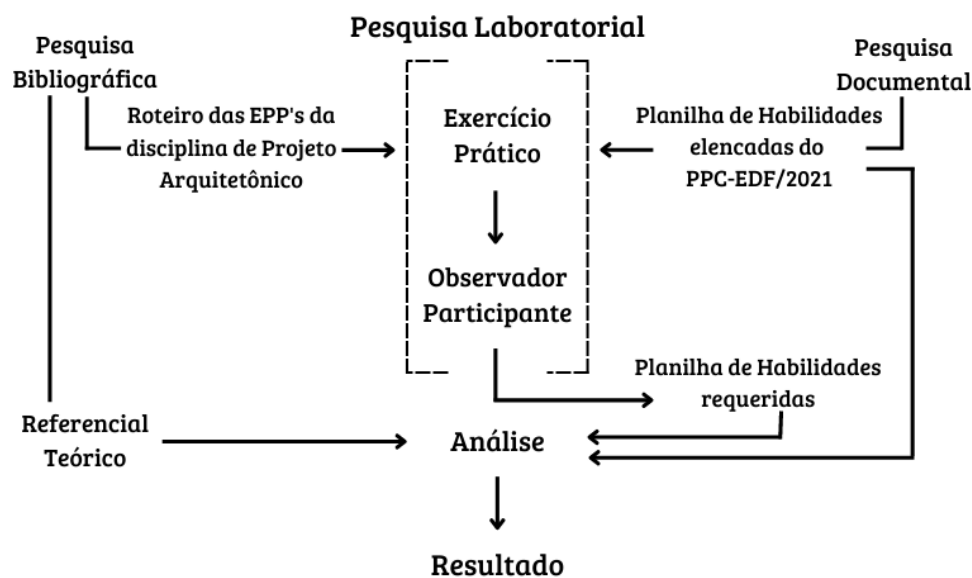 Pesquisa Laboratorial
Pesquisa
Bibliográfica
Pesquisa
Documental
Roteiro das EPP's da
disciplina de Projeto
Arquitetônico
Exercício
Prático
Planilha de Habilidades
elencadas do
PPC-EDF/2021
Observador
Participante
Planilha de Habilidades
requeridas
Referencial
Teórico
Análise
Resultado